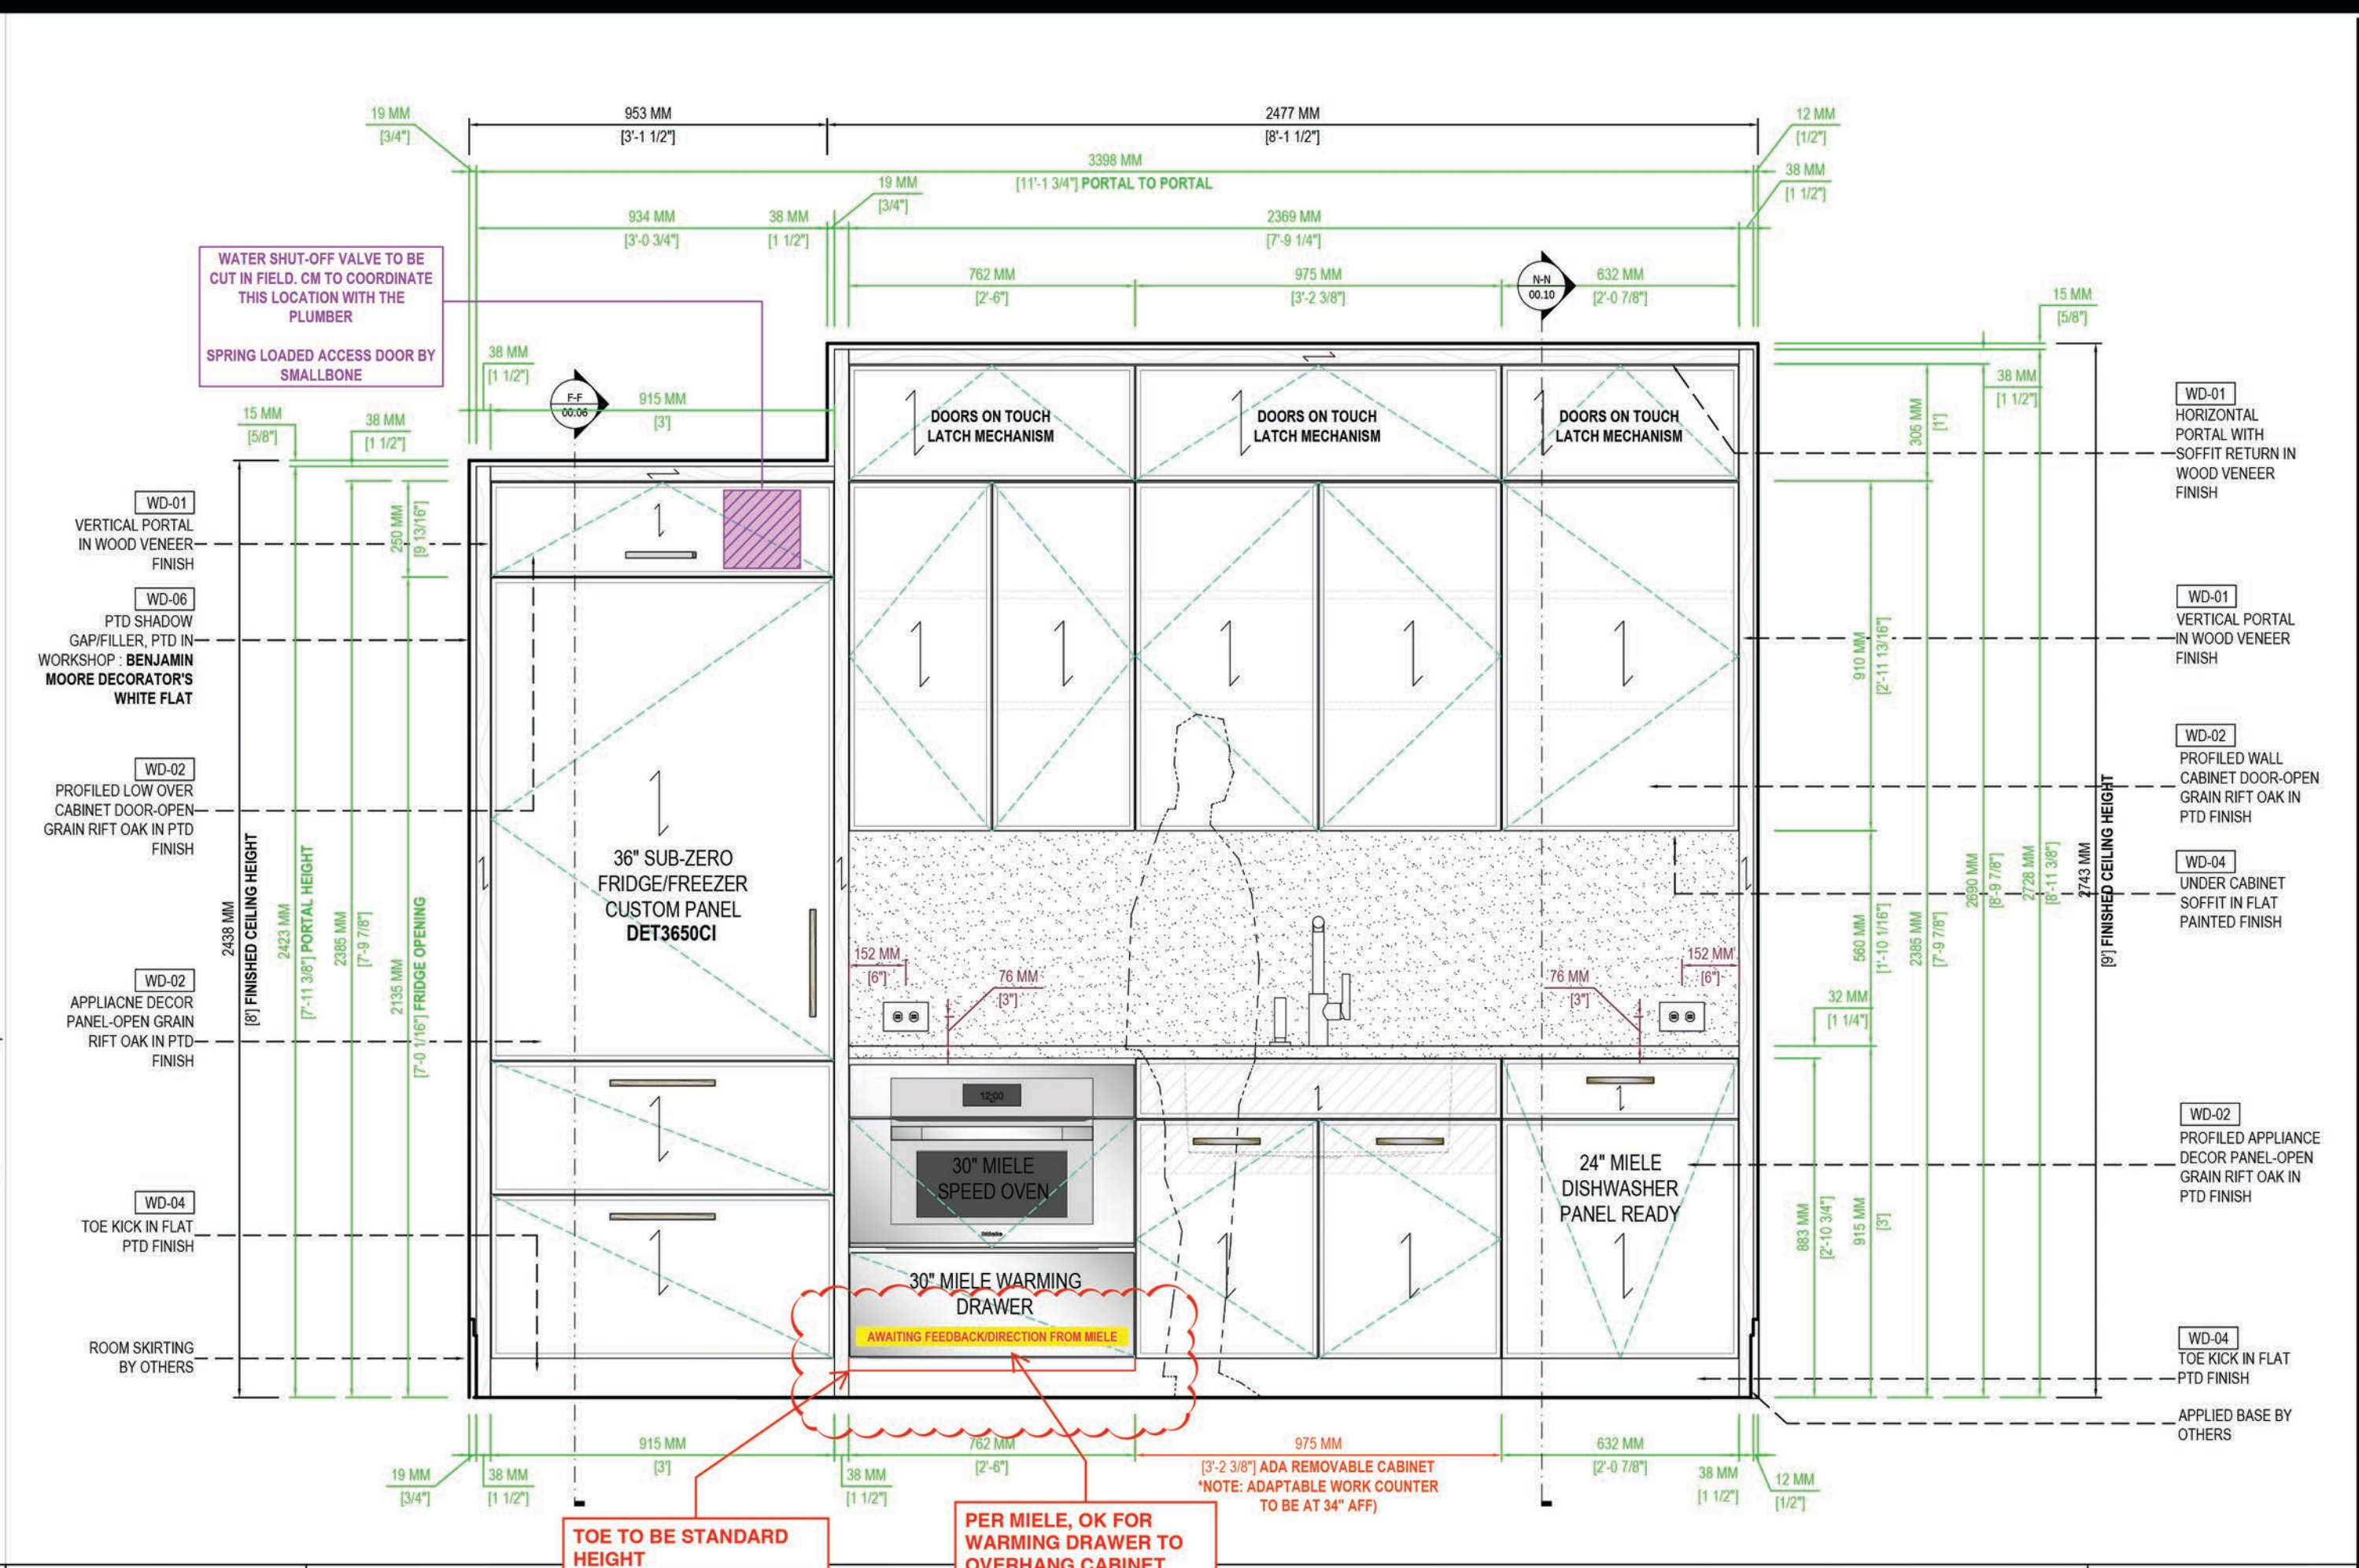 19 MM
[3/4"]
953 MM
[3'-1 1/2"]
2477 MM
[8'-1 1/2"]
12 MM
[1/2"]
3398 MM
[11'-1 3/4"] PORTAL TO PORTAL
38 MM
[1 1/2"]
19 MM
[3/4"]
934 MM
[3'-0 3/4"]
38 MM
[1 1/2"]
2369 MM
[7'-9 1/4"]
762 MM
[2'-6"]
975 MM
[3'-2 3/8"]
N-N
00.10
632 MM
[2'-0 7/8"]
WATER SHUT-OFF VALVE TO BE
CUT IN FIELD. CM TO COORDINATE
THIS LOCATION WITH THE
PLUMBER
SPRING LOADED ACCESS DOOR BY
SMALLBONE
15 MM
[5/8"]
38 MM
[1 1/2"]
F-F
00.06
915 MM
[3']
15 MM
[5/8"]
38 MM
[1 1/2"]
38 MM
[1 1/2"]
305 MM
[1']
DOORS ON TOUCH
LATCH MECHANISM
DOORS ON TOUCH
LATCH MECHANISM
DOORS ON TOUCH
LATCH MECHANISM
WD-01
HORIZONTAL
PORTAL WITH
SOFFIT RETURN IN
WOOD VENEER
FINISH
WD-01
VERTICAL PORTAL
IN WOOD VENEER
FINISH
250 MM
[9 13/16"]
WD-06
PTD SHADOW
GAP/FILLER, PTD IN
WORKSHOP : BENJAMIN
MOORE DECORATOR'S
WHITE FLAT
WD-01
VERTICAL PORTAL
IN WOOD VENEER
FINISH
910 MM
[2'-11 13/16"]
WD-02
PROFILED LOW OVER
CABINET DOOR-OPEN
GRAIN RIFT OAK IN PTD
FINISH
WD-02
PROFILED WALL
CABINET DOOR-OPEN
GRAIN RIFT OAK IN
PTD FINISH
2438 MM
[8'] FINISHED CEILING HEIGHT
2423 MM
[7'-11 3/8"] PORTAL HEIGHT
2385 MM
[7'-9 7/8"]
2135 MM
[7'-0 1/16"] FRIDGE OPENING
36" SUB-ZERO
FRIDGE/FREEZER
CUSTOM PANEL
DET3650CI
WD-04
UNDER CABINET
SOFFIT IN FLAT
PAINTED FINISH
560 MM
[1'-10 1/16"]
2385 MM
[7'-9 7/8"]
2690 MM
[8'-9 7/8"]
2728 MM
[8'-11 3/8"]
2743 MM
[9'] FINISHED CEILING HEIGHT
152 MM
[6"]
76 MM
[3"]
76 MM
[3"]
152 MM
[6"]
32 MM
[1 1/4"]
WD-02
APPLIACNE DECOR
PANEL-OPEN GRAIN
RIFT OAK IN PTD
FINISH
12:00
30" MIELE
SPEED OVEN
Miele
24" MIELE
DISHWASHER
PANEL READY
WD-02
PROFILED APPLIANCE
DECOR PANEL-OPEN
GRAIN RIFT OAK IN
PTD FINISH
883 MM
[2'-10 3/4"]
915 MM
[3']
WD-04
TOE KICK IN FLAT
PTD FINISH
30" MIELE WARMING
DRAWER
AWAITING FEEDBACK/DIRECTION FROM MIELE
ROOM SKIRTING
BY OTHERS
WD-04
TOE KICK IN FLAT
PTD FINISH
APPLIED BASE BY
OTHERS
19 MM
[3/4"]
38 MM
[1 1/2"]
915 MM
[3']
38 MM
[1 1/2"]
762 MM
[2'-6"]
975 MM
[3'-2 3/8"] ADA REMOVABLE CABINET
*NOTE: ADAPTABLE WORK COUNTER
TO BE AT 34" AFF)
632 MM
[2'-0 7/8"]
38 MM
[1 1/2"]
12 MM
[1/2"]
TOE TO BE STANDARD
HEIGHT
PER MIELE, OK FOR
WARMING DRAWER TO
OVERHANG CABINET